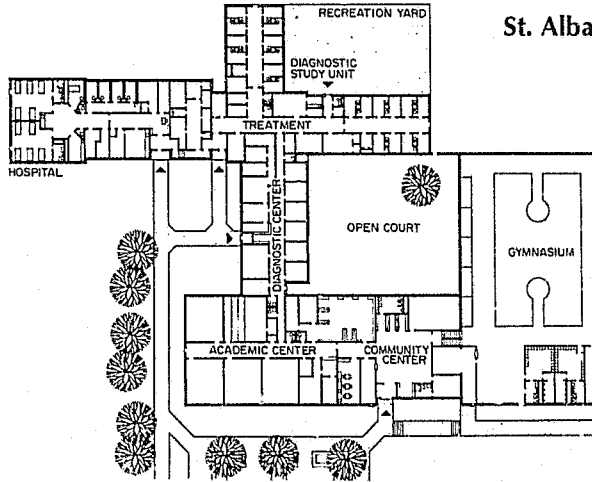 RECREATION YARD
St. Alba
DIAGNOSTIC
STUDY UNIT
TREATMENT
HOSPITAL
DIAGNOSTIC CENTER
OPEN COURT
GYMNASIUM
ACADEMIC CENTER
COMMUNITY
CENTER